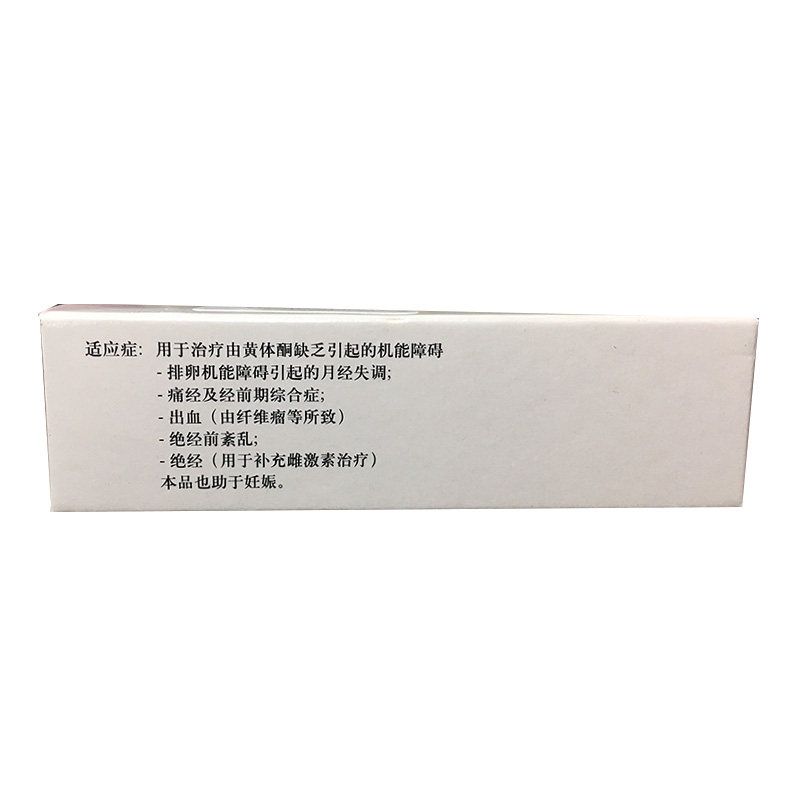 适应症：用于治疗由黄体酮缺乏引起的机能障碍
- 排卵机能障碍引起的月经失调;
- 痛经及经前期综合症;
- 出血（由纤维瘤等所致）
- 绝经前紊乱;
- 绝经（用于补充雌激素治疗）
本品也助于妊娠。